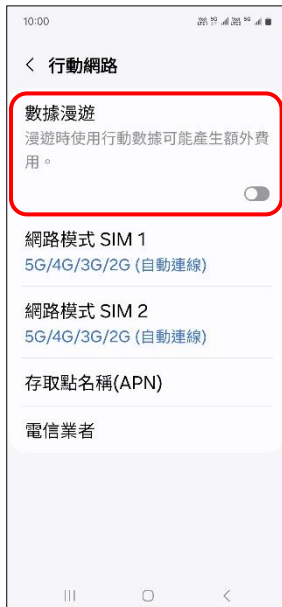 10:00
行動網路
數據漫遊
漫遊時使用行動數據可能產生額外費
用。
網路模式 SIM 1
5G/4G/3G/2G (自動連線)
網路模式 SIM 2
5G/4G/3G/2G (自動連線)
存取點名稱(APN)
電信業者